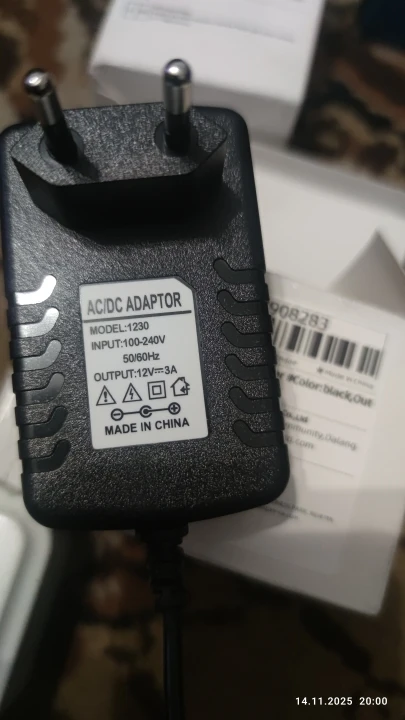 AC/DC ADAPTOR
MODEL:1230
INPUT:100-240V
50/60Hz
OUTPUT:12V⎓3A
MADE IN CHINA
908283
#Color:black,Out
14.11.2025 20:00